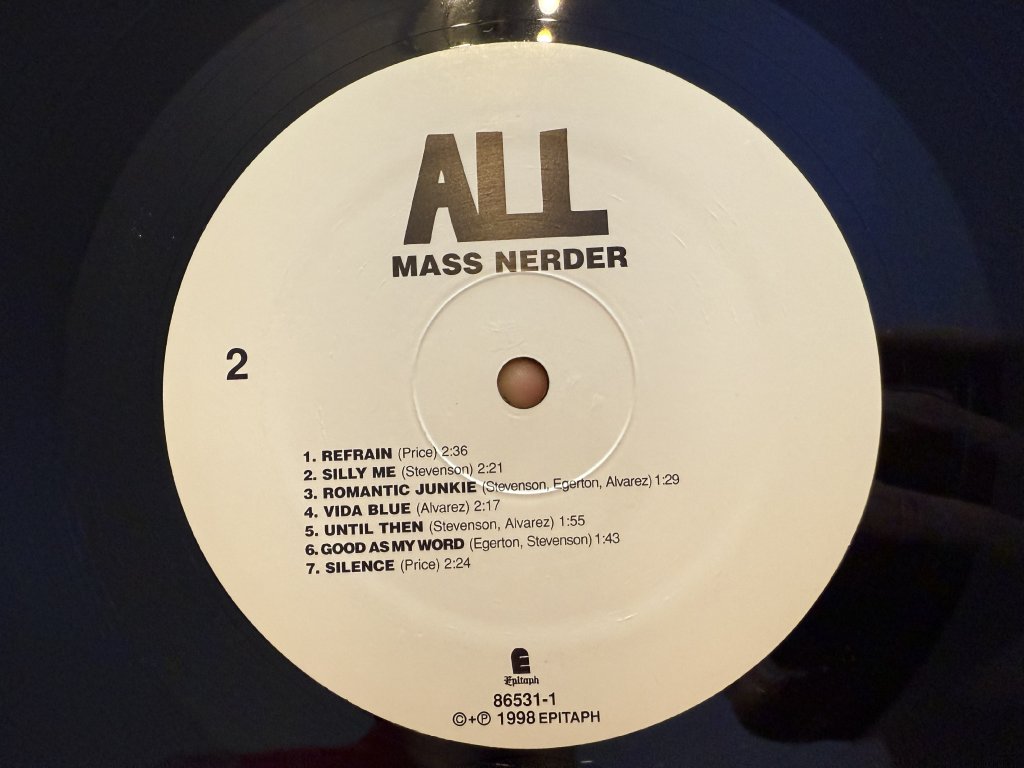 ALL
MASS NERDER
2
1. REFRAIN (Price) 2:36
2. SILLY ME (Stevenson) 2:21
3. ROMANTIC JUNKIE (Stevenson, Egerton, Alvarez) 1:29
4. VIDA BLUE (Alvarez) 2:17
5. UNTIL THEN (Stevenson, Alvarez) 1:55
6. GOOD AS MY WORD (Egerton, Stevenson) 1:43
7. SILENCE (Price) 2:24
E
Epitaph
86531-1
©+℗ 1998 EPITAPH